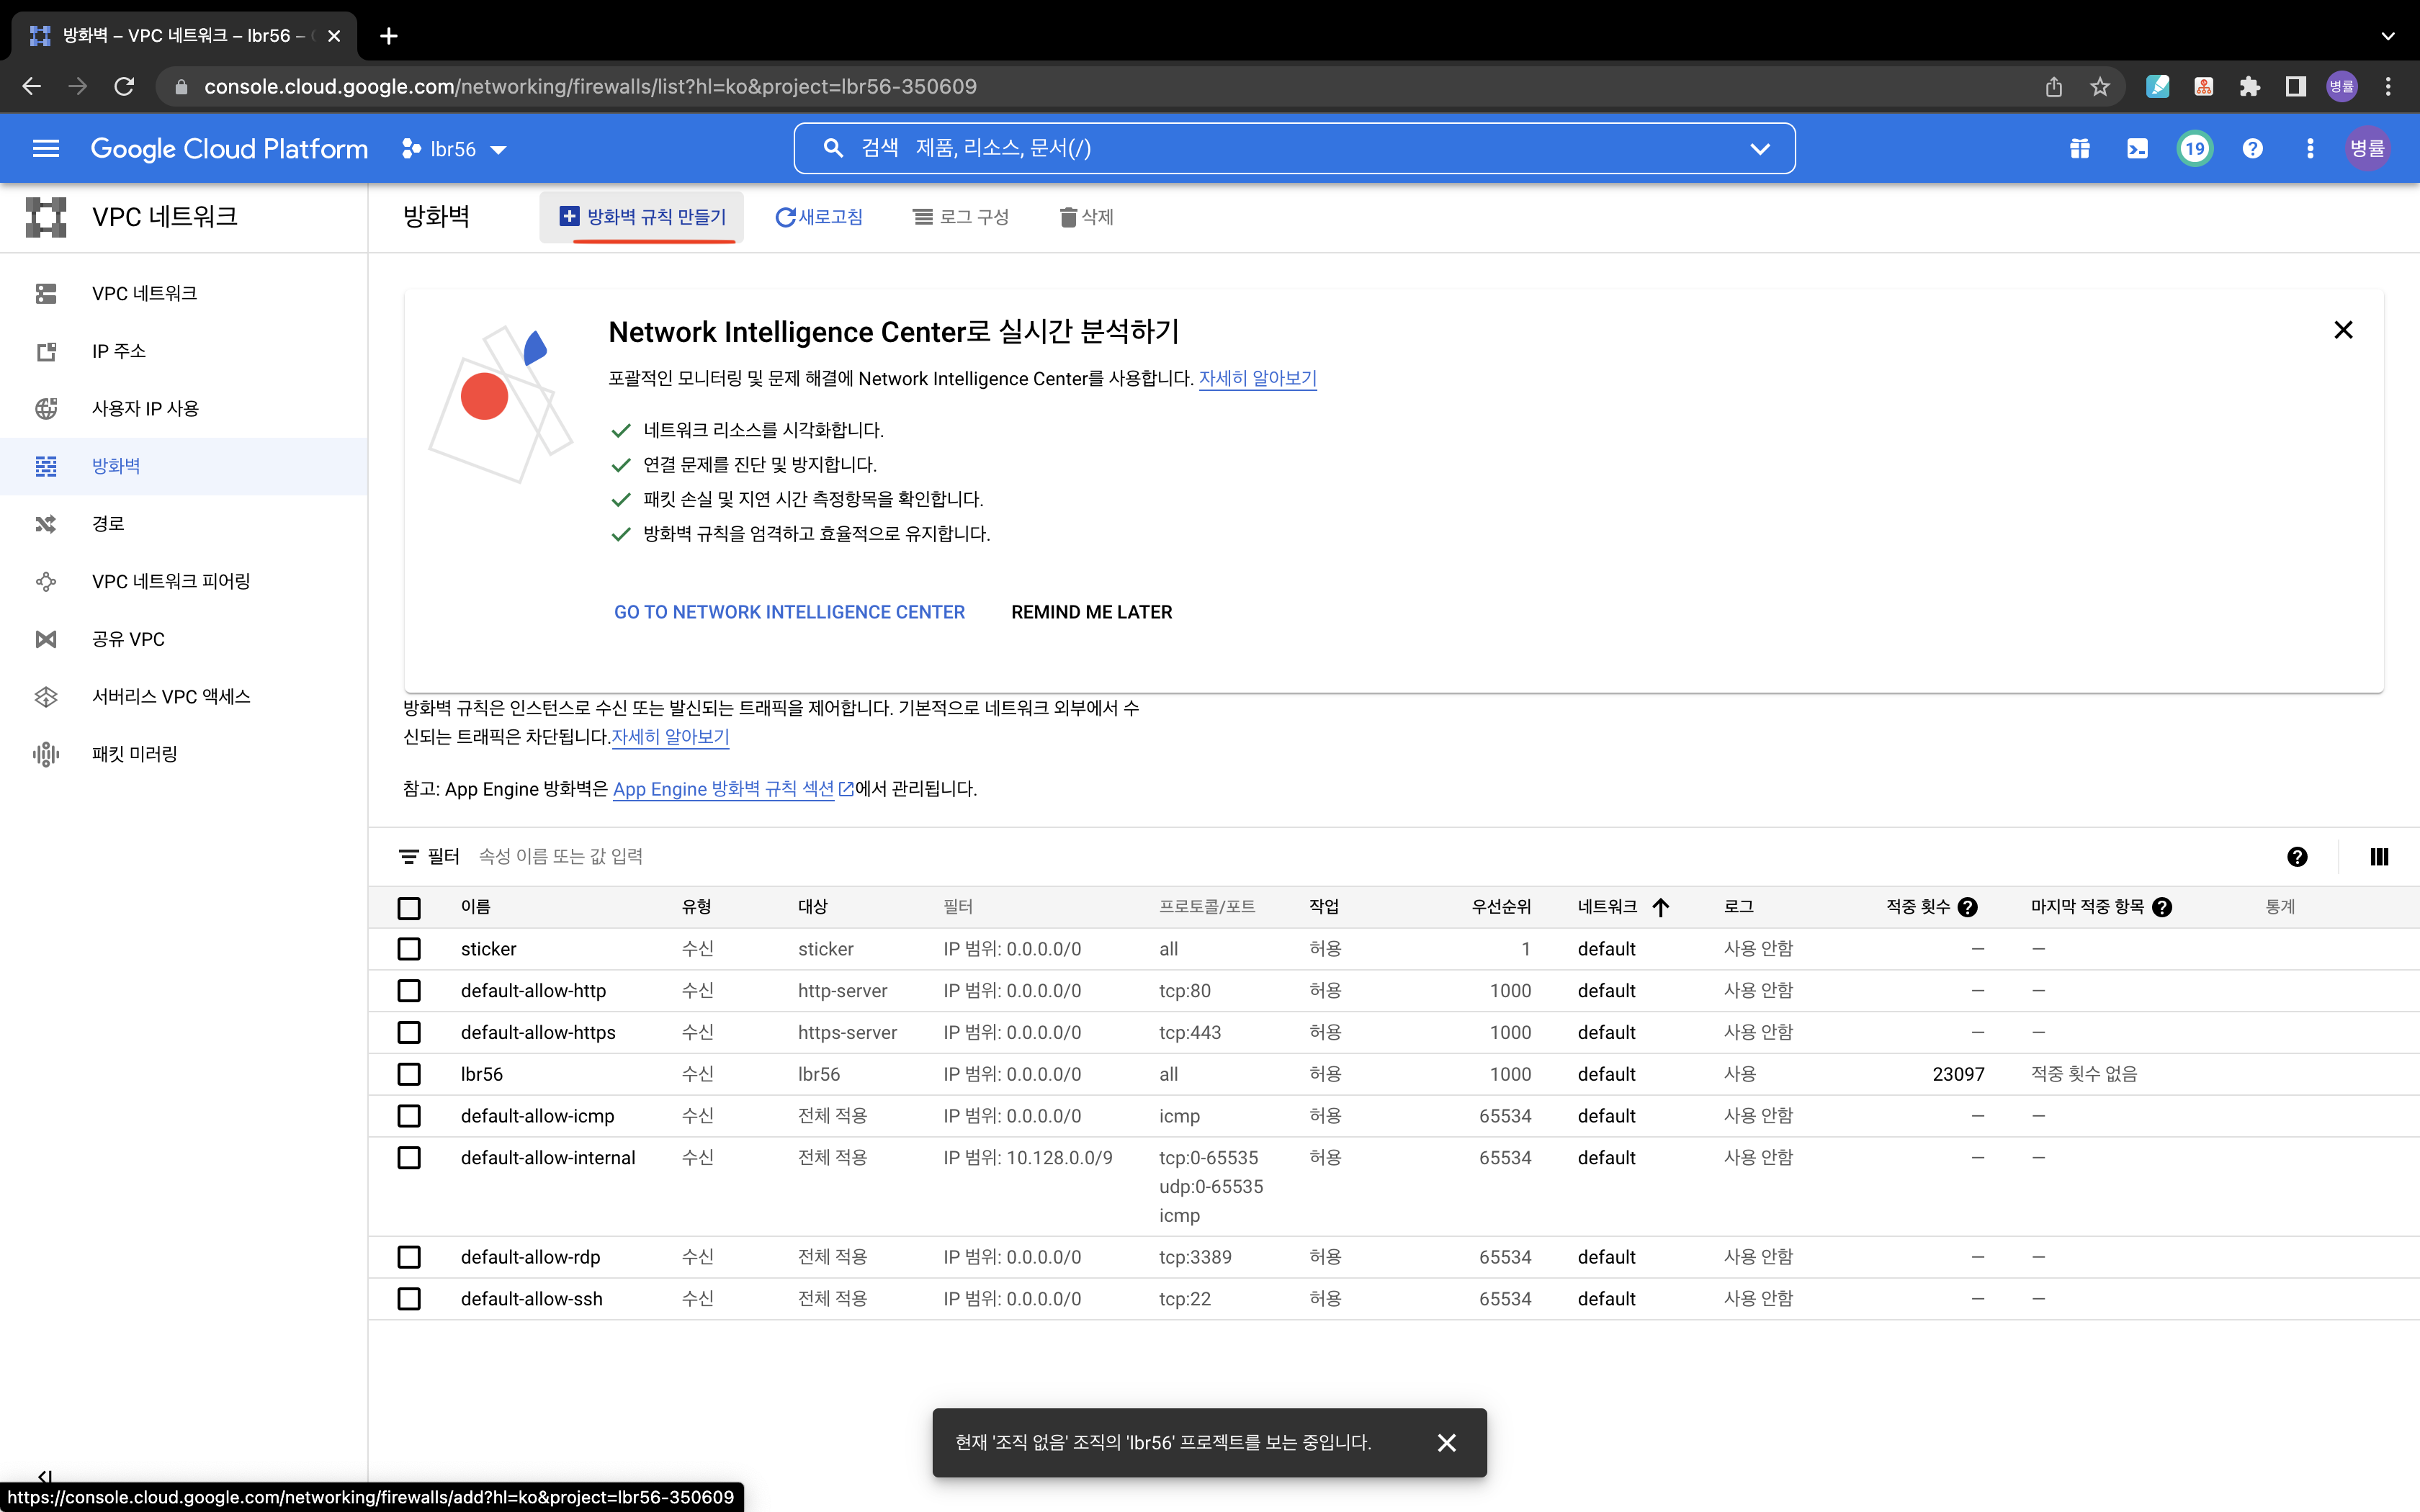 방화벽 – VPC 네트워크 – lbr56 –
console.cloud.google.com/networking/firewalls/list?hl=ko&project=lbr56-350609
병률
Google Cloud Platform
lbr56
검색 제품, 리소스, 문서(/)
19
병률
VPC 네트워크
방화벽
방화벽 규칙 만들기
새로고침
로그 구성
삭제
VPC 네트워크
IP 주소
사용자 IP 사용
방화벽
경로
VPC 네트워크 피어링
공유 VPC
서버리스 VPC 액세스
패킷 미러링
Network Intelligence Center로 실시간 분석하기
포괄적인 모니터링 및 문제 해결에 Network Intelligence Center를 사용합니다. 자세히 알아보기
네트워크 리소스를 시각화합니다.
연결 문제를 진단 및 방지합니다.
패킷 손실 및 지연 시간 측정항목을 확인합니다.
방화벽 규칙을 엄격하고 효율적으로 유지합니다.
GO TO NETWORK INTELLIGENCE CENTER REMIND ME LATER
방화벽 규칙은 인스턴스로 수신 또는 발신되는 트래픽을 제어합니다. 기본적으로 네트워크 외부에서 수
신되는 트래픽은 차단됩니다.자세히 알아보기
참고: App Engine 방화벽은 App Engine 방화벽 규칙 섹션에서 관리됩니다.
필터 속성 이름 또는 값 입력
이름 유형 대상 필터 프로토콜/포트 작업 우선순위 네트워크 로그 적중 횟수 마지막 적중 항목 통계
sticker 수신 sticker IP 범위: 0.0.0.0/0 all 허용 1 default 사용 안함 — —
default-allow-http 수신 http-server IP 범위: 0.0.0.0/0 tcp:80 허용 1000 default 사용 안함 — —
default-allow-https 수신 https-server IP 범위: 0.0.0.0/0 tcp:443 허용 1000 default 사용 안함 — —
lbr56 수신 lbr56 IP 범위: 0.0.0.0/0 all 허용 1000 default 사용 23097 적중 횟수 없음
default-allow-icmp 수신 전체 적용 IP 범위: 0.0.0.0/0 icmp 허용 65534 default 사용 안함 — —
default-allow-internal 수신 전체 적용 IP 범위: 10.128.0.0/9 tcp:0-65535 허용 65534 default 사용 안함 — —
udp:0-65535
icmp
default-allow-rdp 수신 전체 적용 IP 범위: 0.0.0.0/0 tcp:3389 허용 65534 default 사용 안함 — —
default-allow-ssh 수신 전체 적용 IP 범위: 0.0.0.0/0 tcp:22 허용 65534 default 사용 안함 — —
현재 '조직 없음' 조직의 'lbr56' 프로젝트를 보는 중입니다.
https://console.cloud.google.com/networking/firewalls/add?hl=ko&project=lbr56-350609